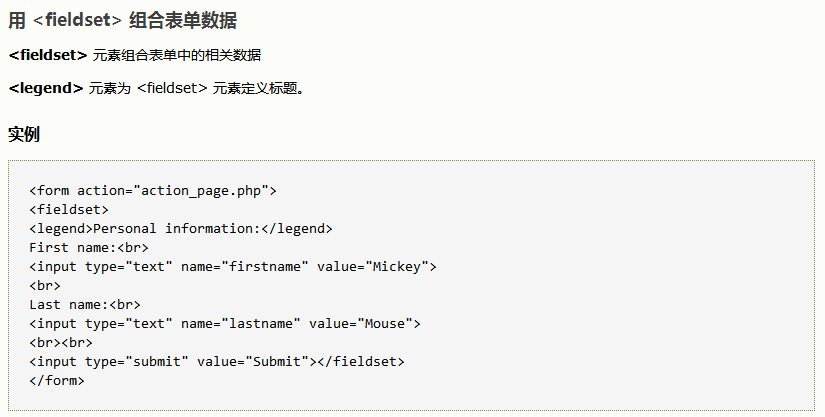 用 <fieldset> 组合表单数据
<fieldset> 元素组合表单中的相关数据
<legend> 元素为 <fieldset> 元素定义标题。
实例
<form action="action_page.php">
<fieldset>
<legend>Personal information:</legend>
First name:<br>
<input type="text" name="firstname" value="Mickey">
<br>
Last name:<br>
<input type="text" name="lastname" value="Mouse">
<br><br>
<input type="submit" value="Submit"></fieldset>
</form>